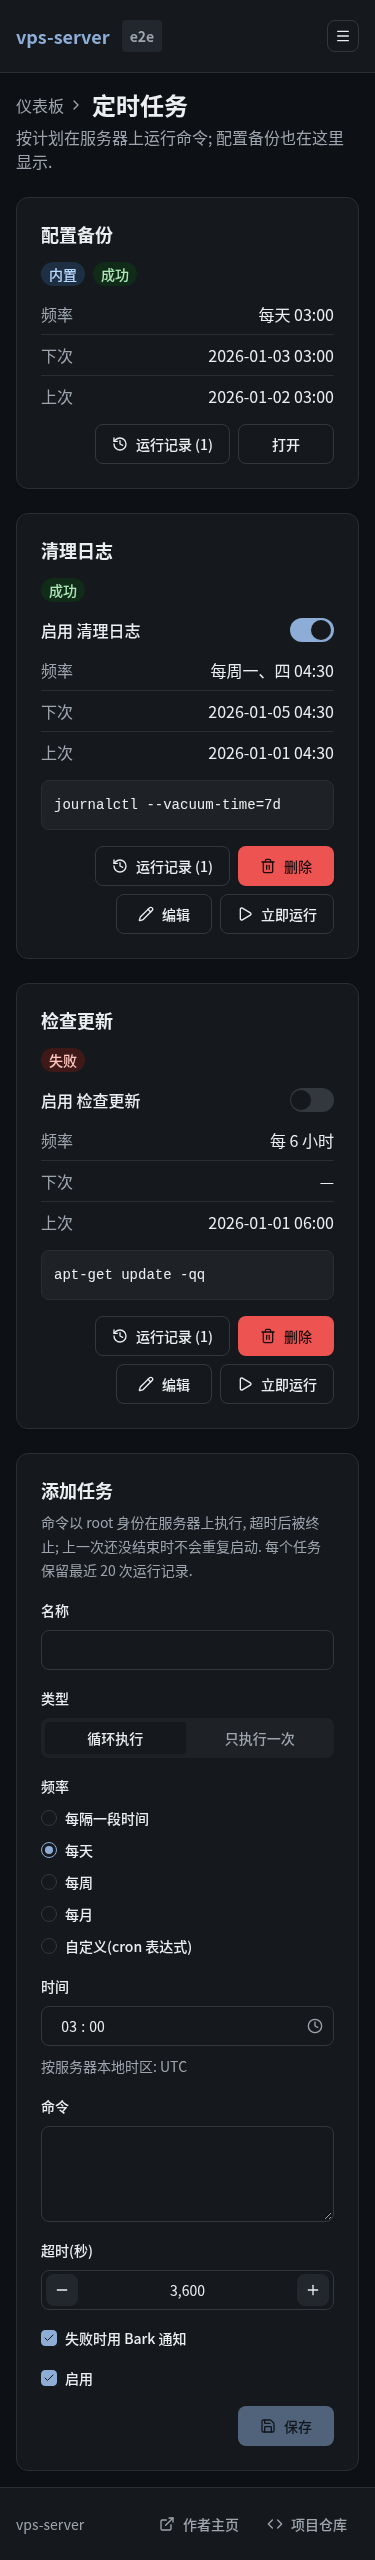 vps-server e2e
仪表板 > 定时任务
按计划在服务器上运行命令; 配置备份也在这里
显示.
配置备份
内置 成功
频率 每天 03:00
下次 2026-01-03 03:00
上次 2026-01-02 03:00
运行记录 (1) 打开
清理日志
成功
启用 清理日志
频率 每周一、四 04:30
下次 2026-01-05 04:30
上次 2026-01-01 04:30
journalctl --vacuum-time=7d
运行记录 (1) 删除
编辑 立即运行
检查更新
失败
启用 检查更新
频率 每 6 小时
下次 —
上次 2026-01-01 06:00
apt-get update -qq
运行记录 (1) 删除
编辑 立即运行
添加任务
命令以 root 身份在服务器上执行, 超时后被终
止; 上一次还没结束时不会重复启动. 每个任务
保留最近 20 次运行记录.
名称
类型
循环执行 只执行一次
频率
每隔一段时间
每天
每周
每月
自定义(cron 表达式)
时间
03 : 00
按服务器本地时区: UTC
命令
超时(秒)
3,600
失败时用 Bark 通知
启用
保存
vps-server 作者主页 项目仓库